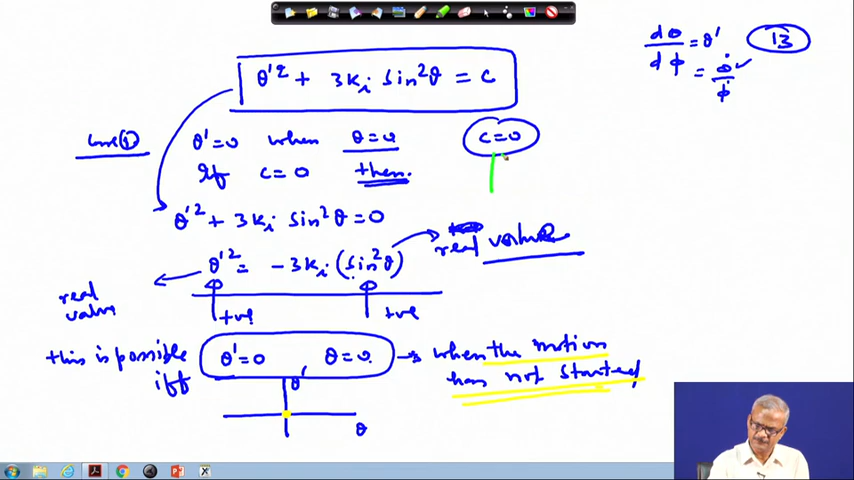 dθ/dφ = θ'
= θ̇/φ̇
13
θ'² + 3Kᵢ sin²θ = c
Case ①
θ'=0 when θ=0
c=0
If c=0 then
θ'² + 3Kᵢ sin²θ = 0
real value
θ'² = -3Kᵢ (sin²θ)
real value
+ve +ve
this is possible iff
θ'=0 θ=0
when the motion
has not started
θ'
θ